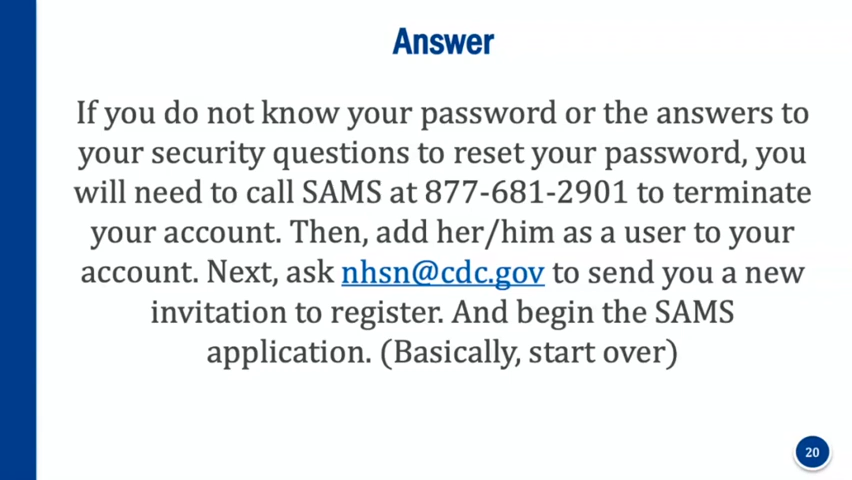 Answer
If you do not know your password or the answers to
your security questions to reset your password, you
will need to call SAMS at 877-681-2901 to terminate
your account. Then, add her/him as a user to your
account. Next, ask nhsn@cdc.gov to send you a new
invitation to register. And begin the SAMS
application. (Basically, start over)
20